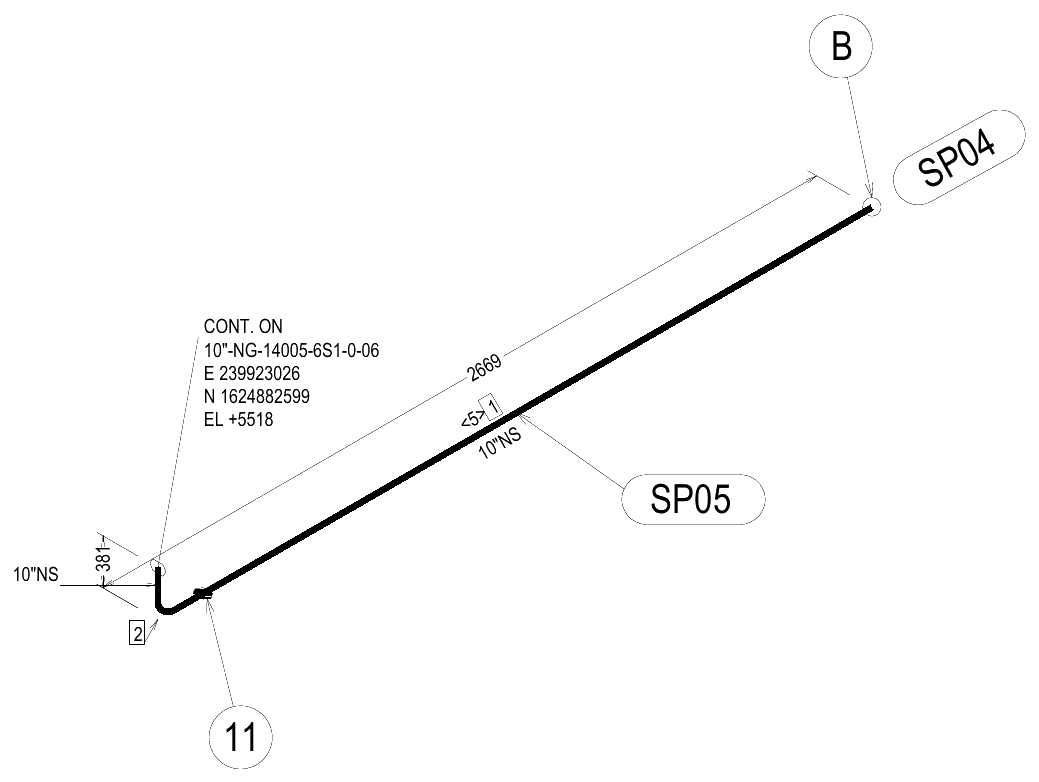 B
SP04
CONT. ON
10"-NG-14005-6S1-0-06
E 239923026
N 1624882599
EL +5518
2669
<5> 1
10"NS
SP05
381
10"NS
2
11